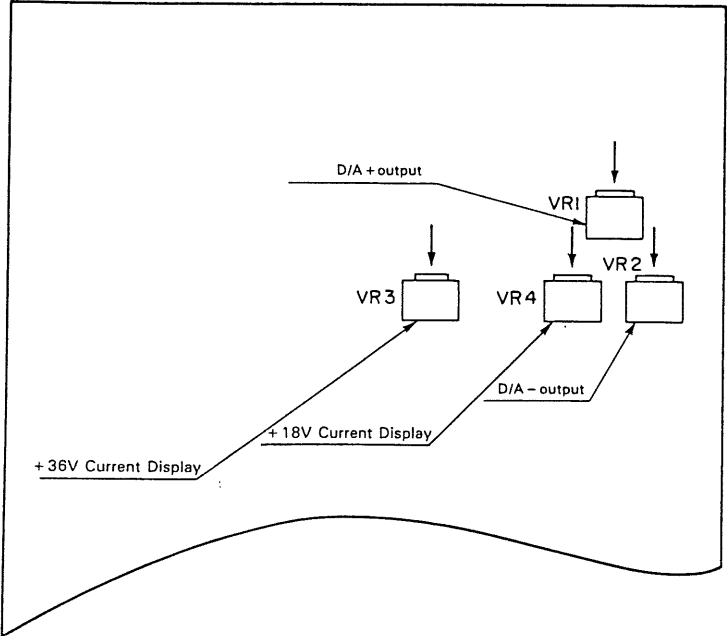 D/A+output
VR1
VR2
VR3
VR4
D/A−output
+18V Current Display
+36V Current Display